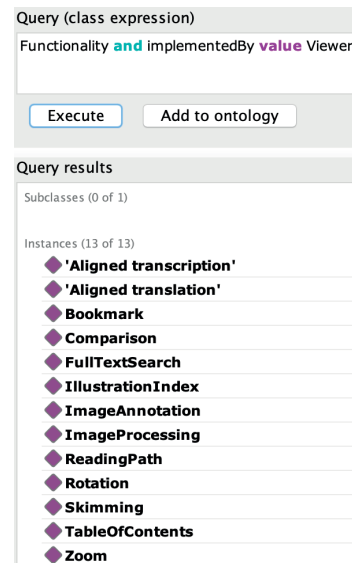 Query (class expression)
Functionality and implementedBy value Viewer
Execute
Add to ontology
Query results
Subclasses (0 of 1)
Instances (13 of 13)
'Aligned transcription'
'Aligned translation'
Bookmark
Comparison
FullTextSearch
IllustrationIndex
ImageAnnotation
ImageProcessing
ReadingPath
Rotation
Skimming
TableOfContents
Zoom